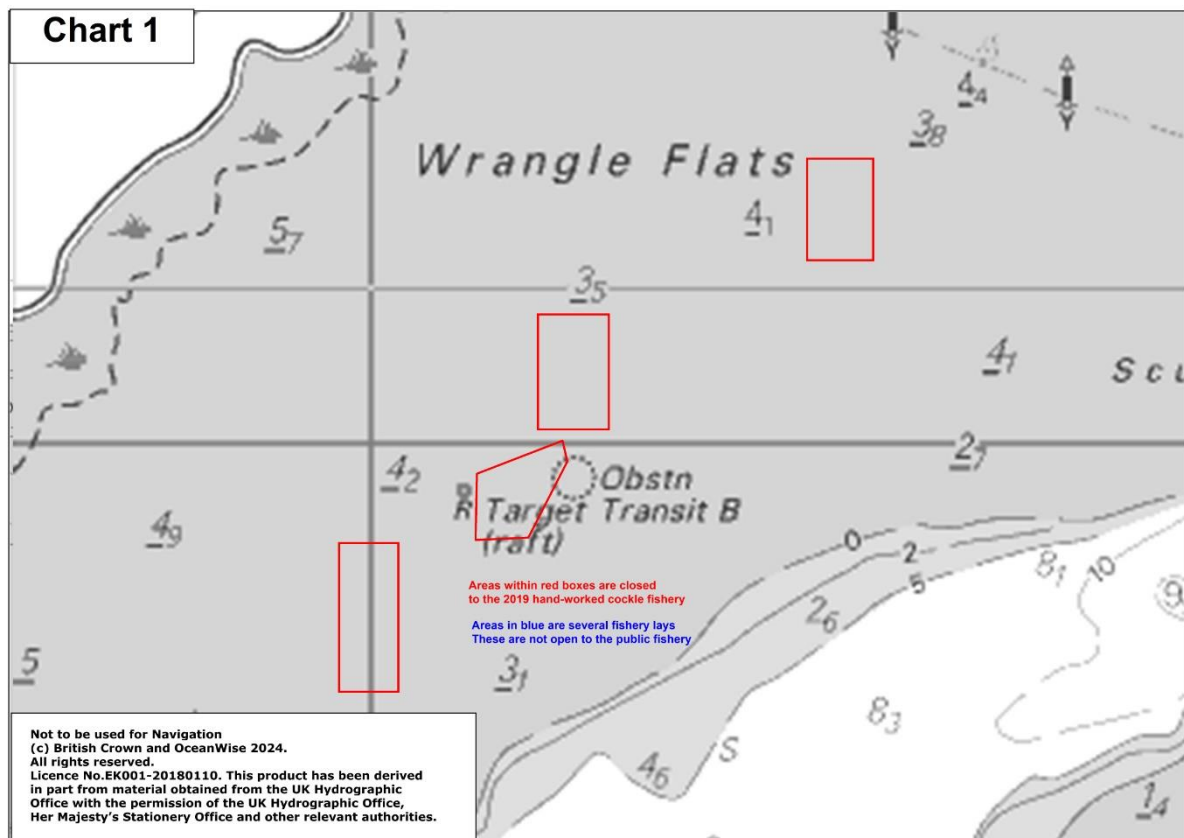 Chart 1
4₄
3₈
Wrangle Flats
4₁
5₇
3₅
4₁
Scu
2₇
4₂
Obstn
R Target Transit B
(raft)
4₉
0
2
5
8₁
10
Areas within red boxes are closed
to the 2019 hand-worked cockle fishery
2₆
Areas in blue are several fishery lays
These are not open to the public fishery
5
3₁
8₃
S
4₆
1₄
Not to be used for Navigation
(c) British Crown and OceanWise 2024.
All rights reserved.
Licence No.EK001-20180110. This product has been derived
in part from material obtained from the UK Hydrographic
Office with the permission of the UK Hydrographic Office,
Her Majesty's Stationery Office and other relevant authorities.